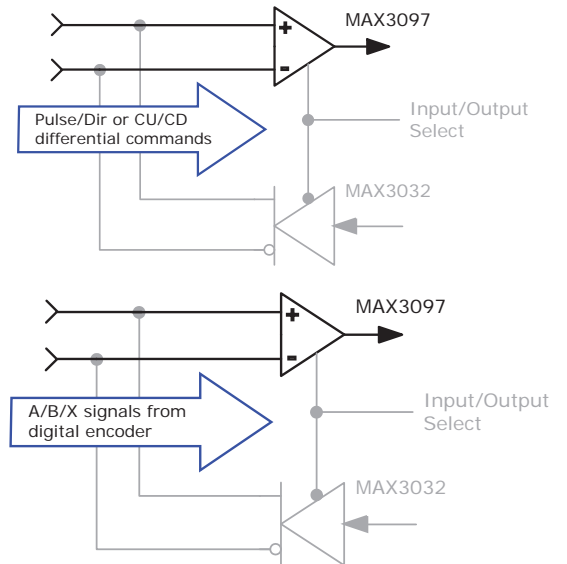 MAX3097
+
-
Pulse/Dir or CU/CD
differential commands
Input/Output
Select
MAX3032
MAX3097
+
-
A/B/X signals from
digital encoder
Input/Output
Select
MAX3032